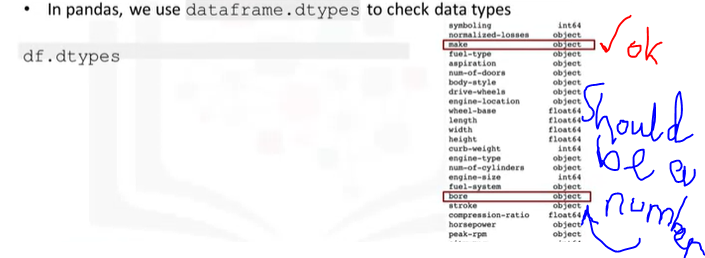 • In pandas, we use dataframe.dtypes to check data types
df.dtypes
symboling int64
normalized-losses object
make object
fuel-type object
aspiration object
num-of-doors object
body-style object
drive-wheels object
engine-location object
wheel-base float64
length float64
width float64
height float64
curb-weight int64
engine-type object
num-of-cylinders object
engine-size int64
fuel-system object
bore object
stroke object
compression-ratio float64
horsepower object
peak-rpm object
√ok
should
be a
number